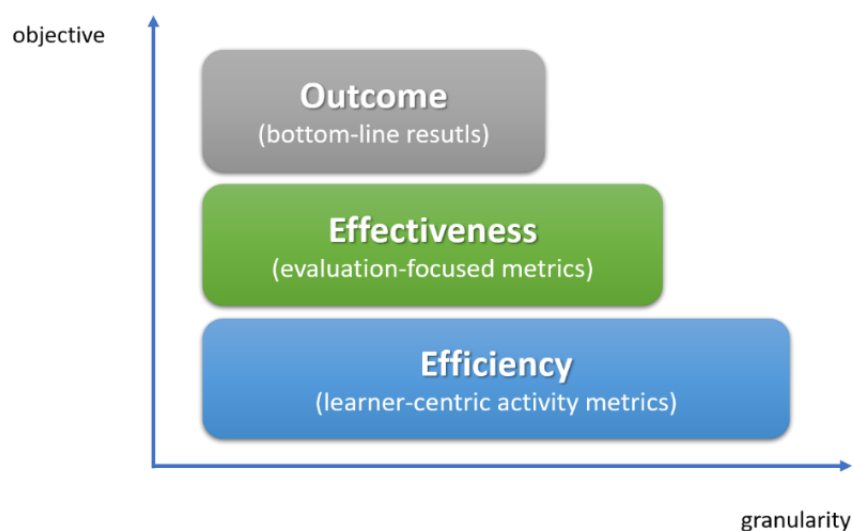 objective
Outcome
(bottom-line resutls)
Effectiveness
(evaluation-focused metrics)
Efficiency
(learner-centric activity metrics)
granularity